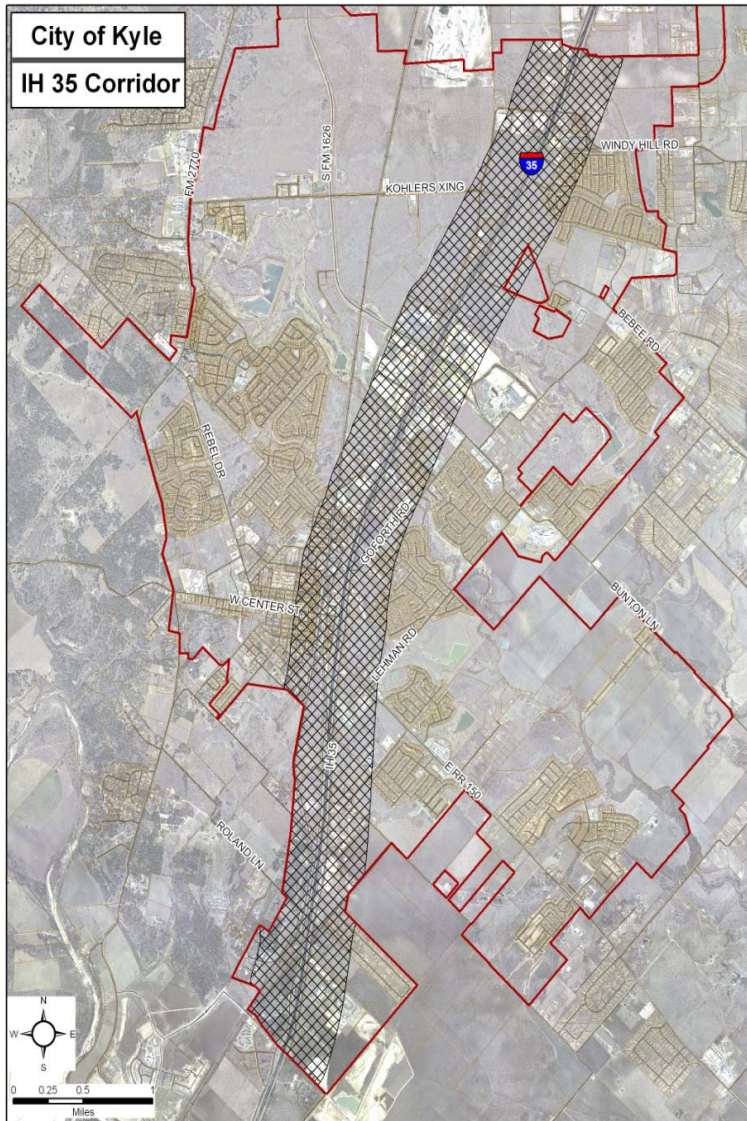 City of Kyle
IH 35 Corridor
WINDY HILL RD
35
S FM 1626
FM 2770
KOHLERS XING
BEBEE RD
REBEL DR
GOFORTH RD
BUNTON LN
W CENTER ST
LEHMAN RD
IH 35
E RR 150
ROLAND LN
N
W
E
S
0 0.25 0.5 1
Miles